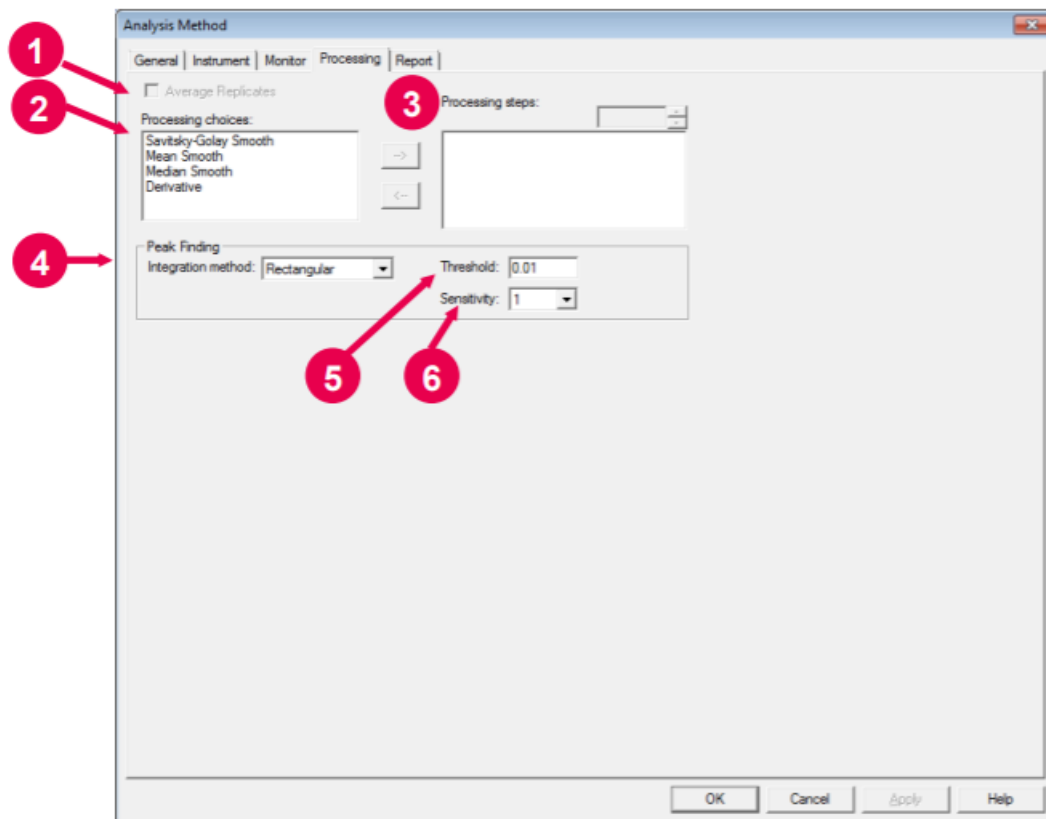 Analysis Method
General
Instrument
Monitor
Processing
Report
1
Average Replicates
2
3
Processing steps:
Processing choices:
Savitsky-Golay Smooth
Mean Smooth
Median Smooth
Derivative
-->
<--
4
Peak Finding
Integration method: Rectangular
Threshold: 0.01
Sensitivity: 1
5
6
OK
Cancel
Apply
Help